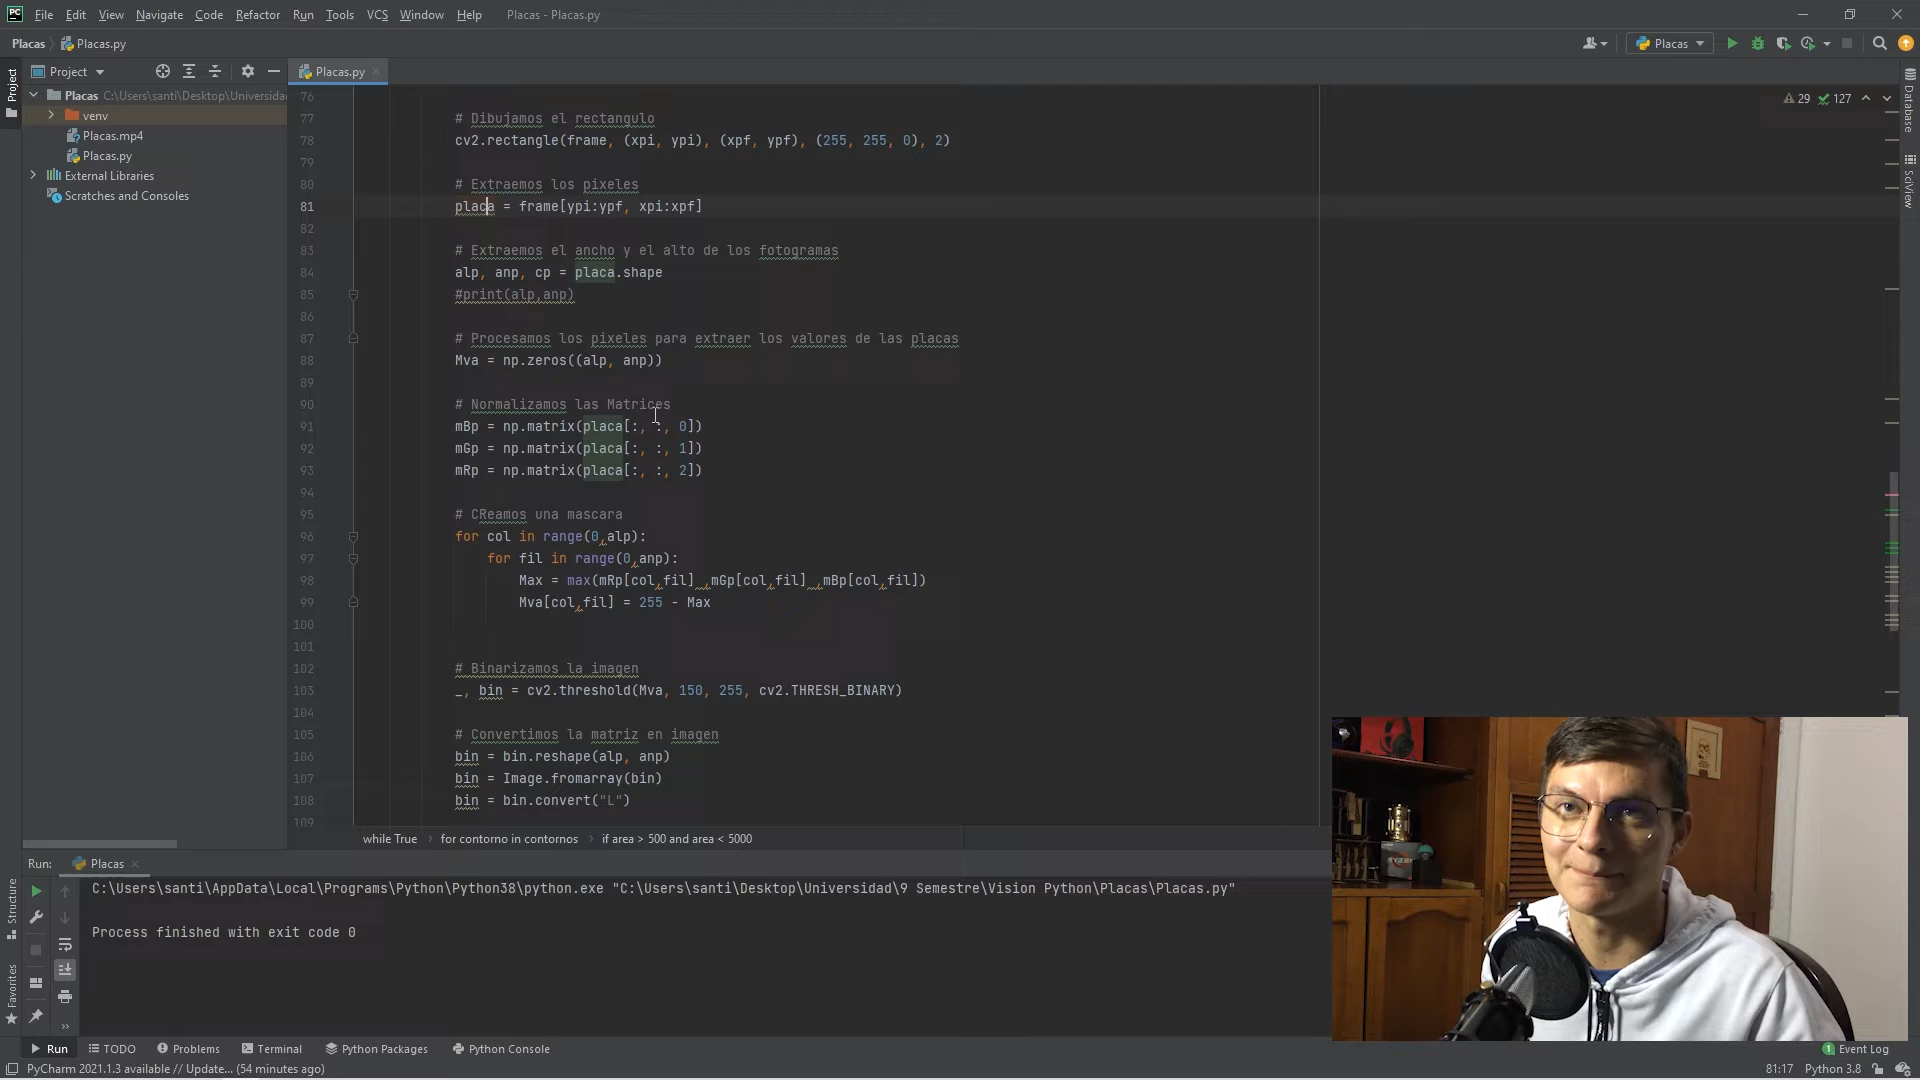 PC File Edit View Navigate Code Refactor Run Tools VCS Window Help Placas - Placas.py
Placas Placas.py Placas
Project Placas.py
Project
Placas C:\Users\santi\Desktop\Universidad
venv
Placas.mp4
Placas.py
External Libraries
Scratches and Consoles
29 127
Database
SciView
76
77 # Dibujamos el rectangulo
78 cv2.rectangle(frame, (xpi, ypi), (xpf, ypf), (255, 255, 0), 2)
79
80 # Extraemos los pixeles
81 placa = frame[ypi:ypf, xpi:xpf]
82
83 # Extraemos el ancho y el alto de los fotogramas
84 alp, anp, cp = placa.shape
85 #print(alp,anp)
86
87 # Procesamos los pixeles para extraer los valores de las placas
88 Mva = np.zeros((alp, anp))
89
90 # Normalizamos las Matrices
91 mBp = np.matrix(placa[:, :, 0])
92 mGp = np.matrix(placa[:, :, 1])
93 mRp = np.matrix(placa[:, :, 2])
94
95 # CReamos una mascara
96 for col in range(0,alp):
97 for fil in range(0,anp):
98 Max = max(mRp[col,fil] ,mGp[col,fil] ,mBp[col,fil])
99 Mva[col,fil] = 255 - Max
100
101
102 # Binarizamos la imagen
103 _, bin = cv2.threshold(Mva, 150, 255, cv2.THRESH_BINARY)
104
105 # Convertimos la matriz en imagen
106 bin = bin.reshape(alp, anp)
107 bin = Image.fromarray(bin)
108 bin = bin.convert("L")
109
while True for contorno in contornos if area > 500 and area < 5000
Run: Placas
C:\Users\santi\AppData\Local\Programs\Python\Python38\python.exe "C:\Users\santi\Desktop\Universidad\9 Semestre\Vision Python\Placas\Placas.py"
Process finished with exit code 0
Structure
Favorites
RYZEN
Run TODO Problems Terminal Python Packages Python Console 1 Event Log
PyCharm 2021.1.3 available // Update... (54 minutes ago) 81:17 Python 3.8